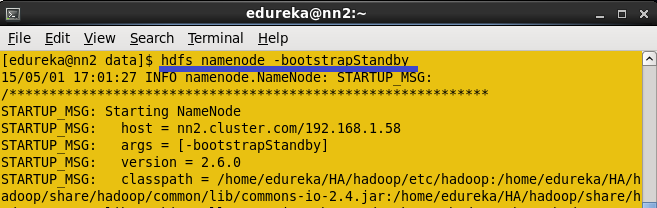 edureka@nn2:~
File Edit View Search Terminal Help
[edureka@nn2 data]$ hdfs namenode -bootstrapStandby
15/05/01 17:01:27 INFO namenode.NameNode: STARTUP_MSG:
/************************************************************
STARTUP_MSG: Starting NameNode
STARTUP_MSG:   host = nn2.cluster.com/192.168.1.58
STARTUP_MSG:   args = [-bootstrapStandby]
STARTUP_MSG:   version = 2.6.0
STARTUP_MSG:   classpath = /home/edureka/HA/hadoop/etc/hadoop:/home/edureka/HA/h
adoop/share/hadoop/common/lib/commons-io-2.4.jar:/home/edureka/HA/hadoop/share/h